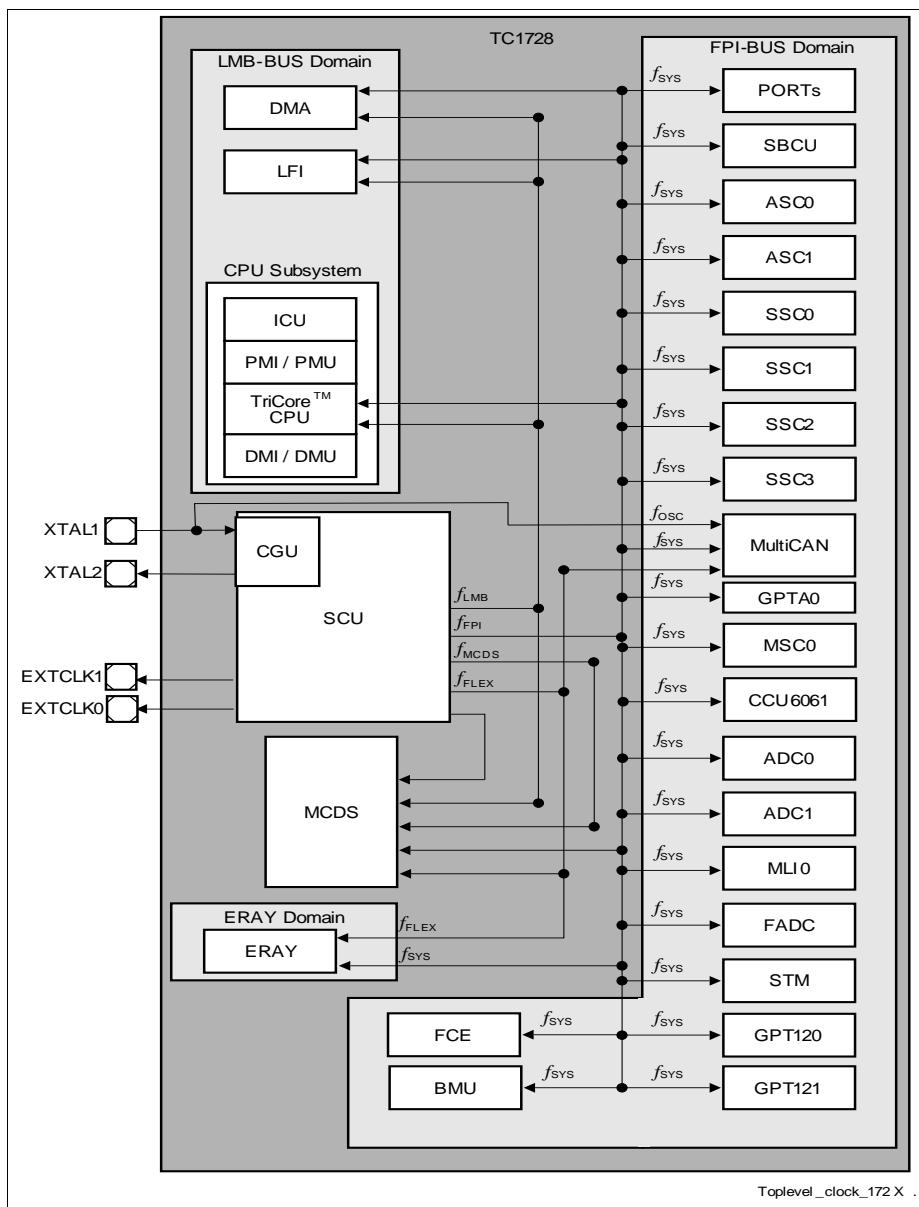 TC1728
LMB-BUS Domain
DMA
LFI
CPU Subsystem
ICU
PMI / PMU
TriCore™
CPU
DMI / DMU
FPI-BUS Domain
fSYS
PORTs
fSYS
SBCU
fSYS
ASC0
fSYS
ASC1
fSYS
SSC0
fSYS
SSC1
fSYS
SSC2
fSYS
SSC3
fOSC
fSYS
MultiCAN
fSYS
GPTA0
fSYS
MSC0
fSYS
CCU6061
fSYS
ADC0
fSYS
ADC1
fSYS
MLI0
fSYS
FADC
fSYS
STM
fSYS
GPT120
fSYS
GPT121
XTAL1
XTAL2
EXTCLK1
EXTCLK0
CGU
SCU
fLMB
fFPI
fMCDS
fFLEX
MCDS
ERAY Domain
ERAY
fFLEX
fSYS
FCE
fSYS
BMU
fSYS
Toplevel_clock_172 X .